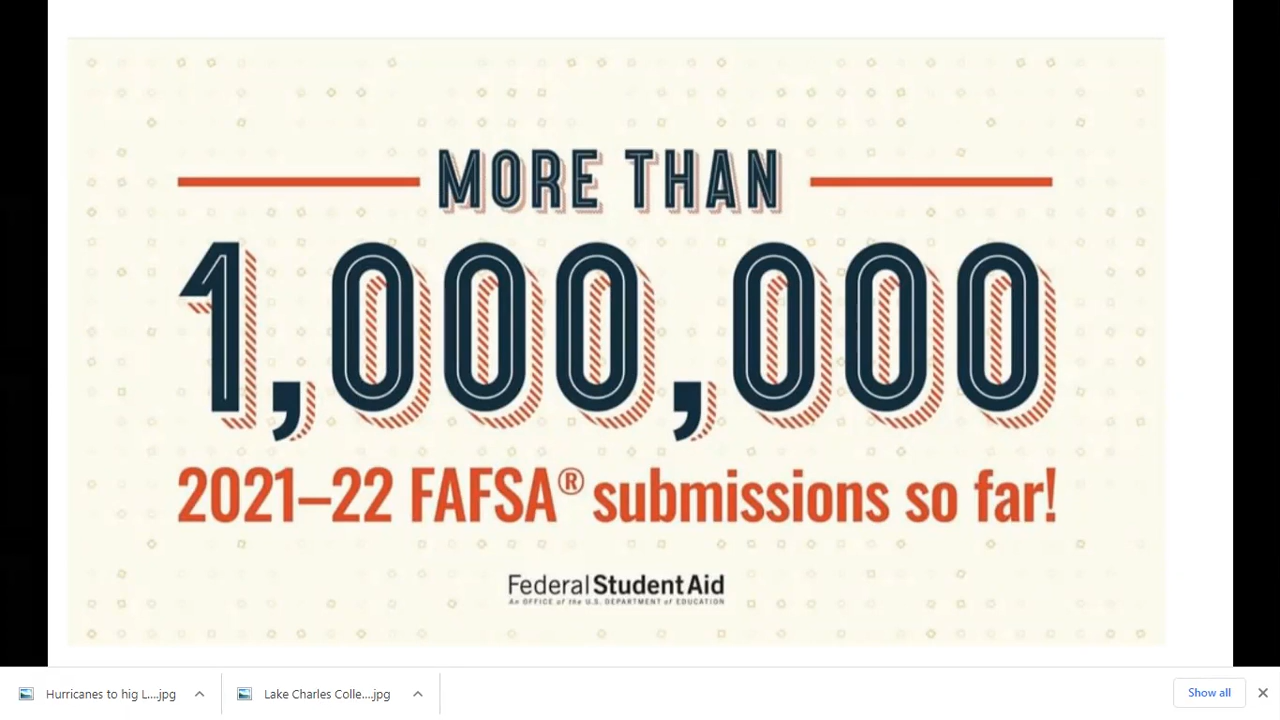 MORE THAN
1,000,000
2021–22 FAFSA® submissions so far!
Federal Student Aid
An OFFICE of the U.S. DEPARTMENT of EDUCATION
Hurricanes to hig L....jpg
Lake Charles Colle....jpg
Show all